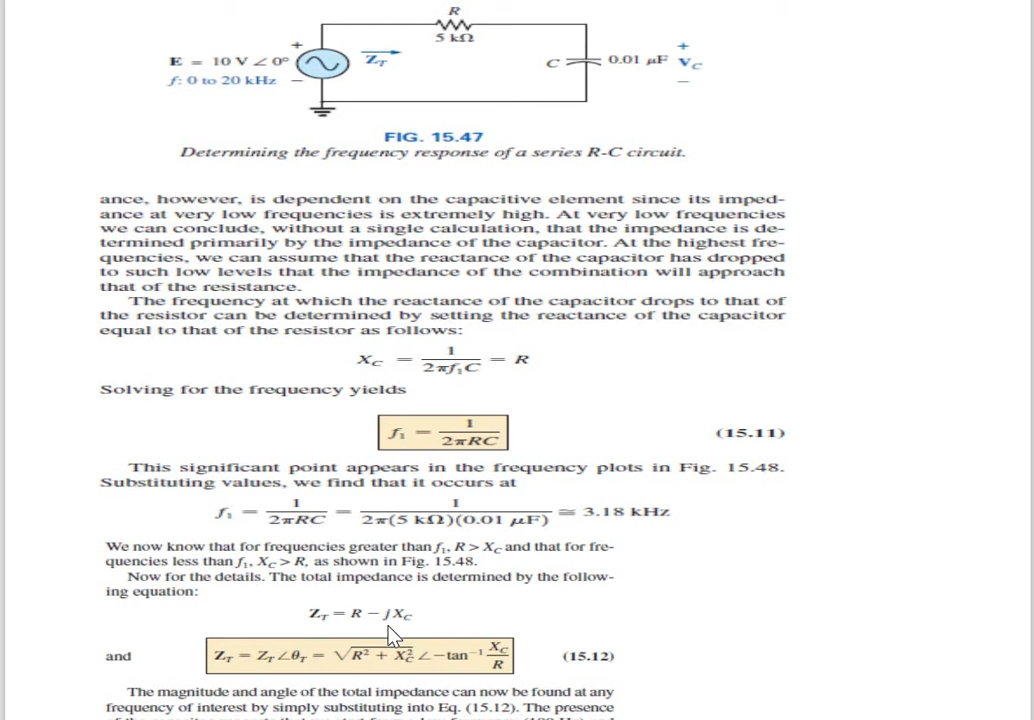 R
5 kΩ
+
E = 10 V ∠ 0°
f: 0 to 20 kHz
−
Z_T
C
0.01 μF
+
V_C
−
FIG. 15.47
Determining the frequency response of a series R-C circuit.
ance, however, is dependent on the capacitive element since its imped-
ance at very low frequencies is extremely high. At very low frequencies
we can conclude, without a single calculation, that the impedance is de-
termined primarily by the impedance of the capacitor. At the highest fre-
quencies, we can assume that the reactance of the capacitor has dropped
to such low levels that the impedance of the combination will approach
that of the resistance.
The frequency at which the reactance of the capacitor drops to that of
the resistor can be determined by setting the reactance of the capacitor
equal to that of the resistor as follows:
X_C = 1/(2πf₁C) = R
Solving for the frequency yields
f₁ = 1/(2πRC) (15.11)
This significant point appears in the frequency plots in Fig. 15.48.
Substituting values, we find that it occurs at
f₁ = 1/(2πRC) = 1/(2π(5 kΩ)(0.01 μF)) ≅ 3.18 kHz
We now know that for frequencies greater than f₁, R > X_C and that for fre-
quencies less than f₁, X_C > R, as shown in Fig. 15.48.
Now for the details. The total impedance is determined by the follow-
ing equation:
Z_T = R − jX_C
and Z_T = Z_T ∠θ_T = √(R² + X_C²) ∠−tan⁻¹ X_C/R (15.12)
The magnitude and angle of the total impedance can now be found at any
frequency of interest by simply substituting into Eq. (15.12). The presence